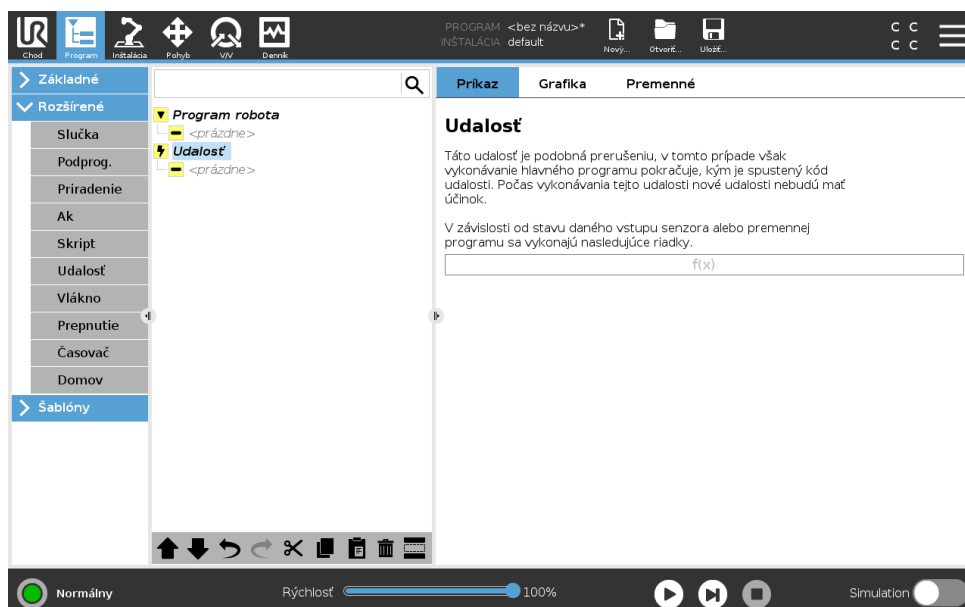 UR
Chod
Program
Inštalácia
Pohyb
V/V
Denník
PROGRAM <bez názvu>*
INŠTALÁCIA default
Nový...
Otvoriť...
Uložiť...
C C
C C
Základné
Rozšírené
Slučka
Podprog.
Priradenie
Ak
Skript
Udalosť
Vlákno
Prepnutie
Časovač
Domov
Šablóny
Program robota
<prázdne>
Udalosť
<prázdne>
Príkaz Grafika Premenné
Udalosť
Táto udalosť je podobná prerušeniu, v tomto prípade však
vykonávanie hlavného programu pokračuje, kým je spustený kód
udalosti. Počas vykonávania tejto udalosti nové udalosti nebudú mať
účinok.
V závislosti od stavu daného vstupu senzora alebo premennej
programu sa vykonajú nasledujúce riadky.
f(x)
Normálny
Rýchlosť
100%
Simulation